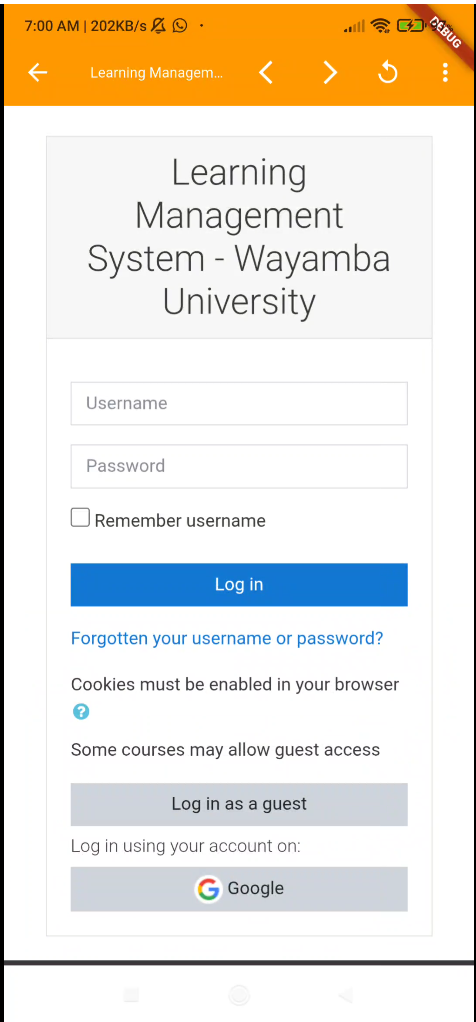 7:00 AM | 202KB/s
DEBUG
Learning Managem...
Learning
Management
System - Wayamba
University
Username
Password
Remember username
Log in
Forgotten your username or password?
Cookies must be enabled in your browser
?
Some courses may allow guest access
Log in as a guest
Log in using your account on:
G Google